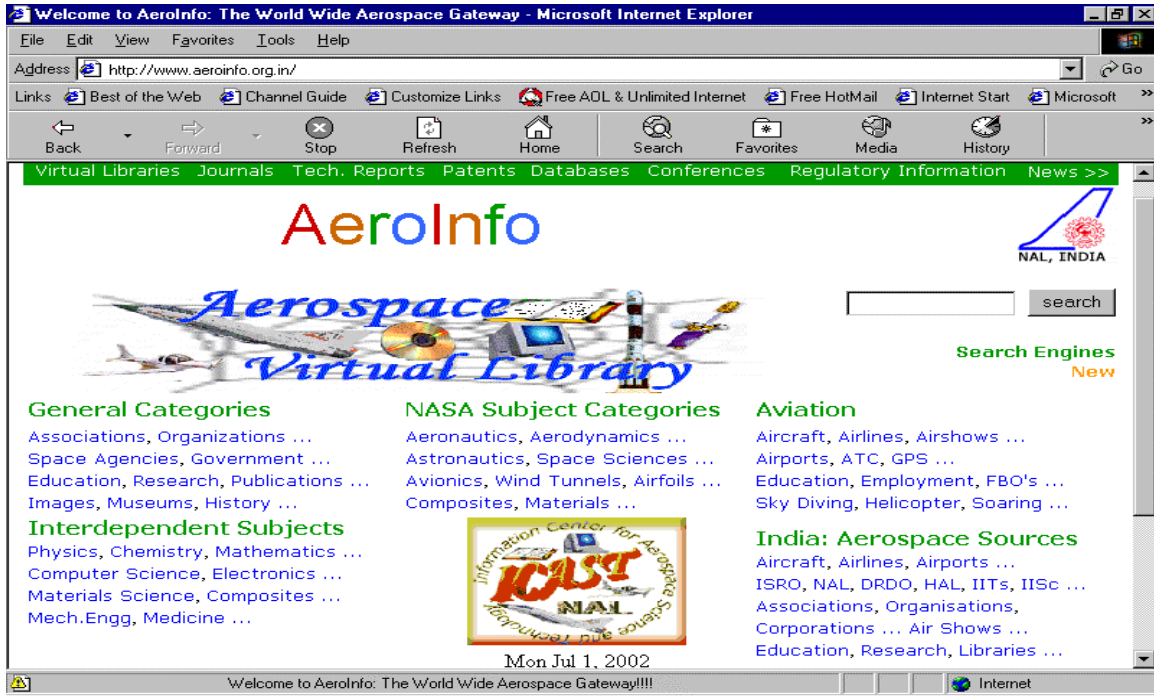 Welcome to AeroInfo: The World Wide Aerospace Gateway - Microsoft Internet Explorer
File Edit View Favorites Tools Help
Address http://www.aeroinfo.org.in/ Go
Links Best of the Web Channel Guide Customize Links Free AOL & Unlimited Internet Free HotMail Internet Start Microsoft »
Back Forward Stop Refresh Home Search Favorites Media History »
Virtual Libraries Journals Tech. Reports Patents Databases Conferences Regulatory Information News >>
AeroInfo
NAL, INDIA
Aerospace
Virtual Library
search
Search Engines
New
General Categories
Associations, Organizations ...
Space Agencies, Government ...
Education, Research, Publications ...
Images, Museums, History ...
Interdependent Subjects
Physics, Chemistry, Mathematics ...
Computer Science, Electronics ...
Materials Science, Composites ...
Mech.Engg, Medicine ...
NASA Subject Categories
Aeronautics, Aerodynamics ...
Astronautics, Space Sciences ...
Avionics, Wind Tunnels, Airfoils ...
Composites, Materials ...
Information Center for Aerospace Science and Technology
ICAST
NAL
Mon Jul 1, 2002
Aviation
Aircraft, Airlines, Airshows ...
Airports, ATC, GPS ...
Education, Employment, FBO's ...
Sky Diving, Helicopter, Soaring ...
India: Aerospace Sources
Aircraft, Airlines, Airports ...
ISRO, NAL, DRDO, HAL, IITs, IISc ...
Associations, Organisations,
Corporations ... Air Shows ...
Education, Research, Libraries ...
Welcome to AeroInfo: The World Wide Aerospace Gateway!!!! Internet